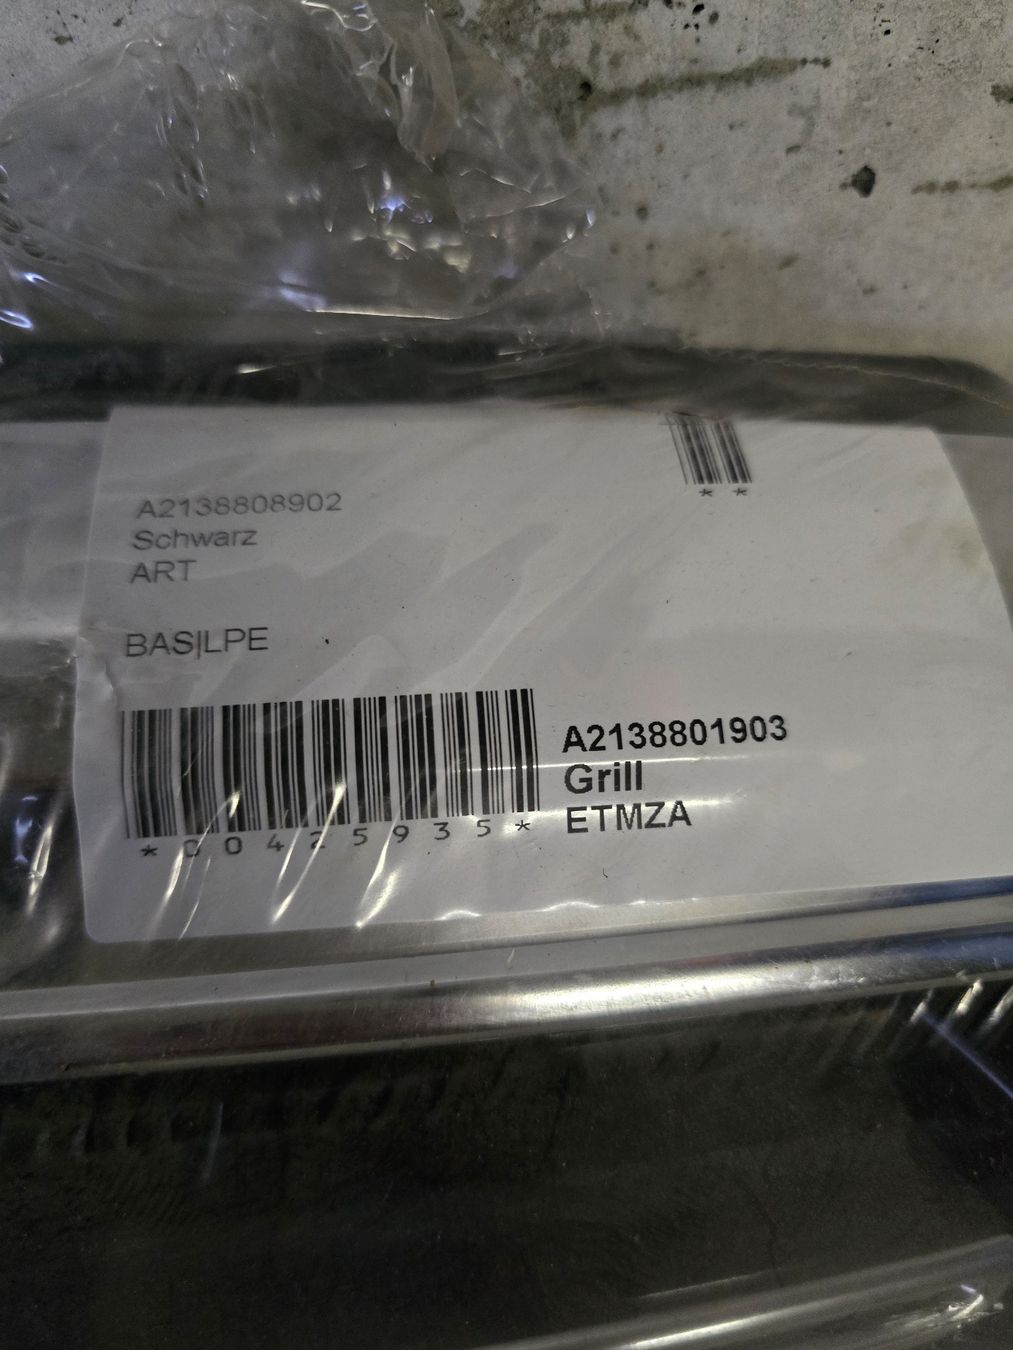 * *
A2138808902
Schwarz
ART
BAS|LPE
A2138801903
Grill
ETMZA
*00425935*